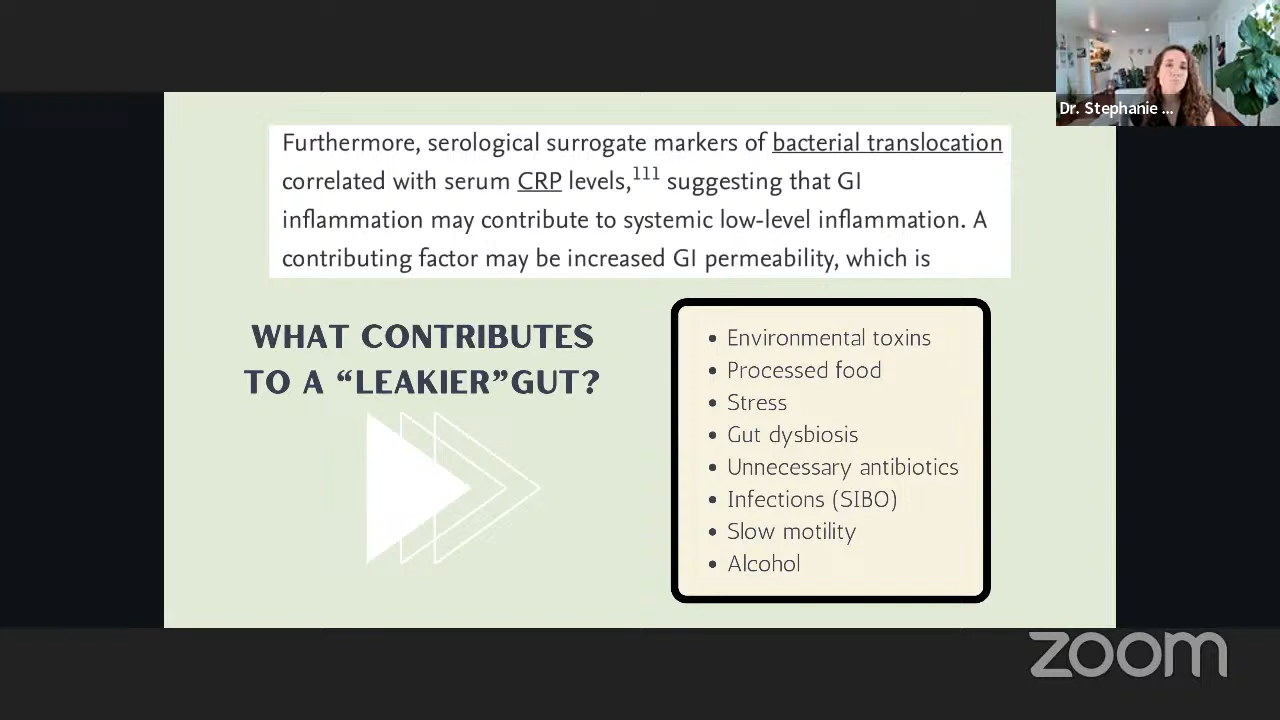 Dr. Stephanie ...
Furthermore, serological surrogate markers of bacterial translocation
correlated with serum CRP levels,111 suggesting that GI
inflammation may contribute to systemic low-level inflammation. A
contributing factor may be increased GI permeability, which is
WHAT CONTRIBUTES
TO A “LEAKIER”GUT?
• Environmental toxins
• Processed food
• Stress
• Gut dysbiosis
• Unnecessary antibiotics
• Infections (SIBO)
• Slow motility
• Alcohol
zoom